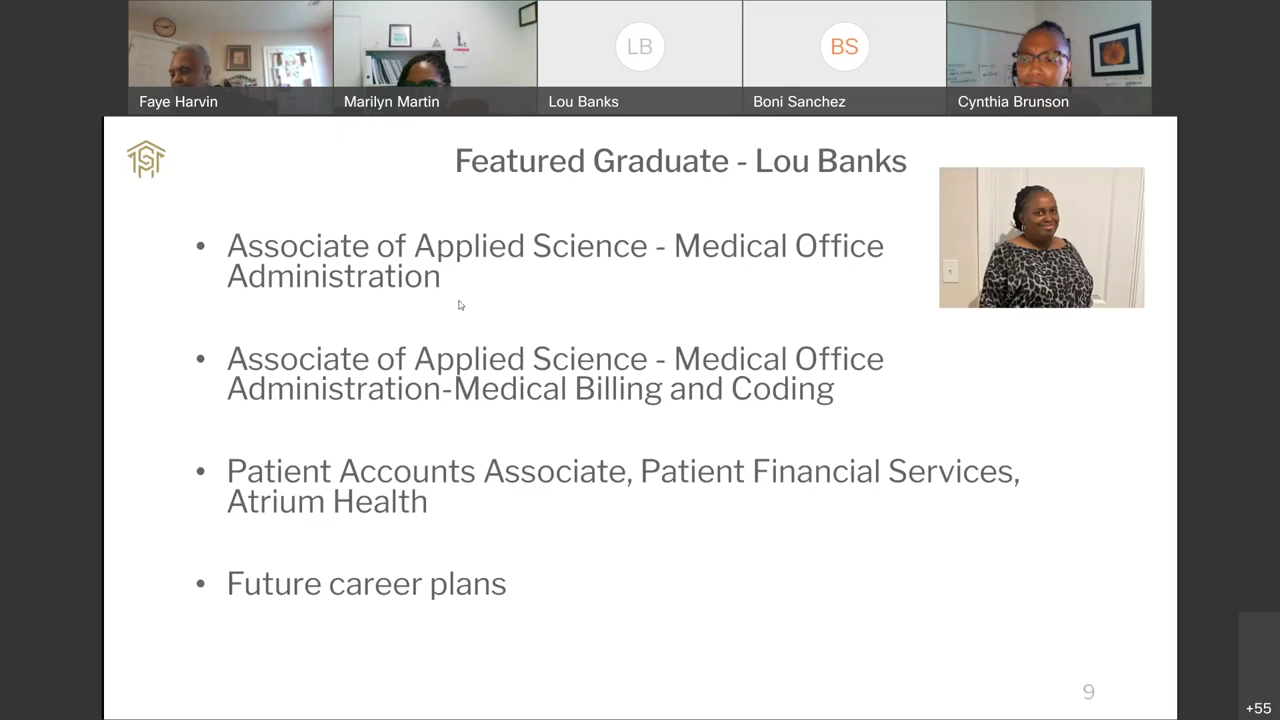 Faye Harvin
Marilyn Martin
LB
Lou Banks
BS
Boni Sanchez
Cynthia Brunson
Featured Graduate - Lou Banks
• Associate of Applied Science - Medical Office
Administration
• Associate of Applied Science - Medical Office
Administration-Medical Billing and Coding
• Patient Accounts Associate, Patient Financial Services,
Atrium Health
• Future career plans
9
+55